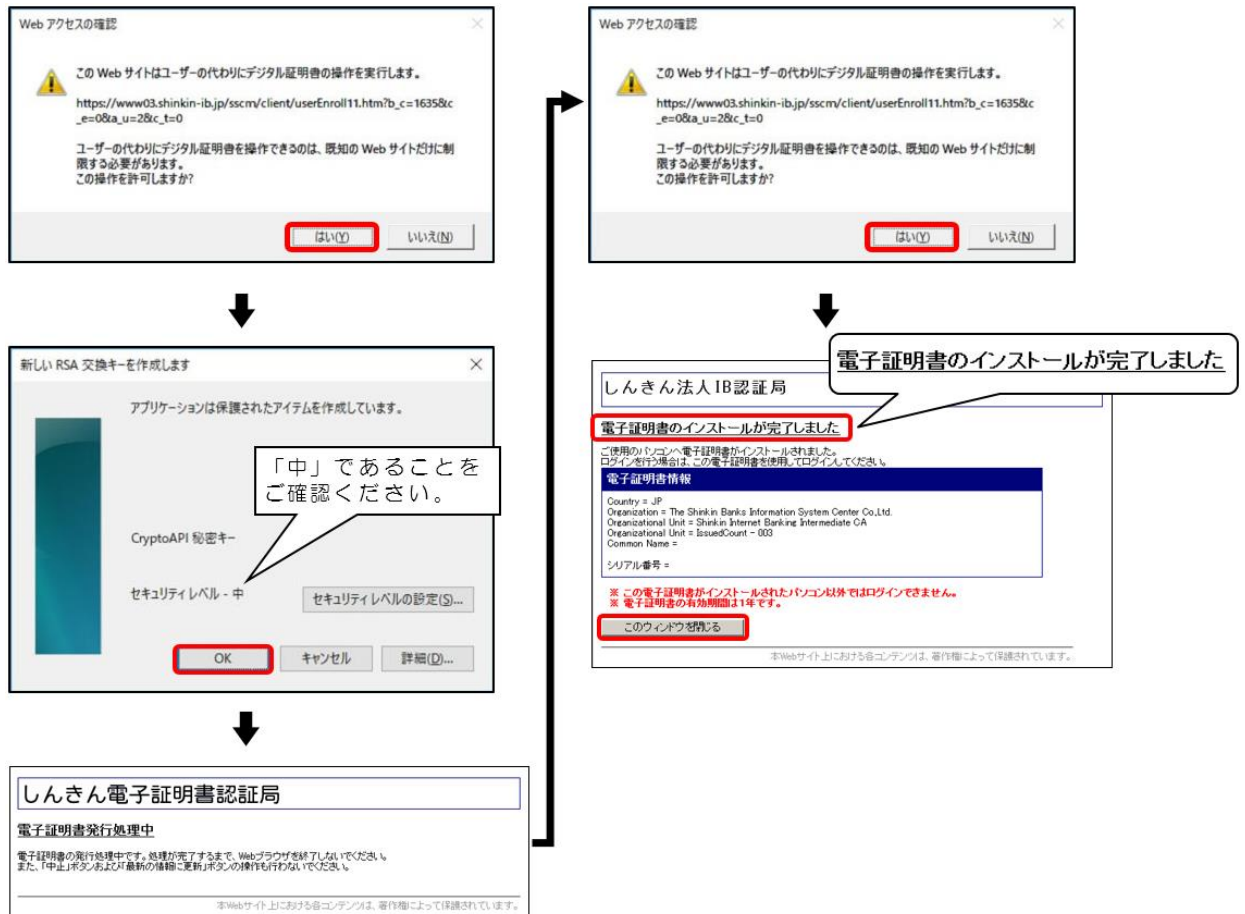 Web アクセスの確認
この Web サイトはユーザーの代わりにデジタル証明書の操作を実行します。
https://www03.shinkin-ib.jp/sscm/client/userEnroll11.htm?b_c=1635&c
_e=0&a_u=2&c_t=0
ユーザーの代わりにデジタル証明書を操作できるのは、既知の Web サイトだけに制
限する必要があります。
この操作を許可しますか?
はい(Y)
いいえ(N)
新しい RSA 交換キーを作成します
アプリケーションは保護されたアイテムを作成しています。
「中」であることを
ご確認ください。
CryptoAPI 秘密キー
セキュリティ レベル - 中
セキュリティ レベルの設定(S)...
OK
キャンセル
詳細(D)...
しんきん電子証明書認証局
電子証明書発行処理中
電子証明書の発行処理中です。処理が完了するまで、Webブラウザを終了しないでください。
また、「中止」ボタンおよび「最新の情報に更新」ボタンの操作も行わないでください。
本Webサイト上における各コンテンツは、著作権によって保護されています。
Web アクセスの確認
この Web サイトはユーザーの代わりにデジタル証明書の操作を実行します。
https://www03.shinkin-ib.jp/sscm/client/userEnroll11.htm?b_c=1635&c
_e=0&a_u=2&c_t=0
ユーザーの代わりにデジタル証明書を操作できるのは、既知の Web サイトだけに制
限する必要があります。
この操作を許可しますか?
はい(Y)
いいえ(N)
電子証明書のインストールが完了しました
しんきん法人IB認証局
電子証明書のインストールが完了しました
ご使用のパソコンへ電子証明書がインストールされました。
ログインを行う場合は、この電子証明書を使用してログインしてください。
電子証明書情報
Country = JP
Organization = The Shinkin Banks Information System Center Co.,Ltd.
Organizational Unit = Shinkin Internet Banking Intermediate CA
Organizational Unit = IssuedCount - 003
Common Name =
シリアル番号 =
※ この電子証明書がインストールされたパソコン以外ではログインできません。
※ 電子証明書の有効期間は1年です。
このウィンドウを閉じる
本Webサイト上における各コンテンツは、著作権によって保護されています。